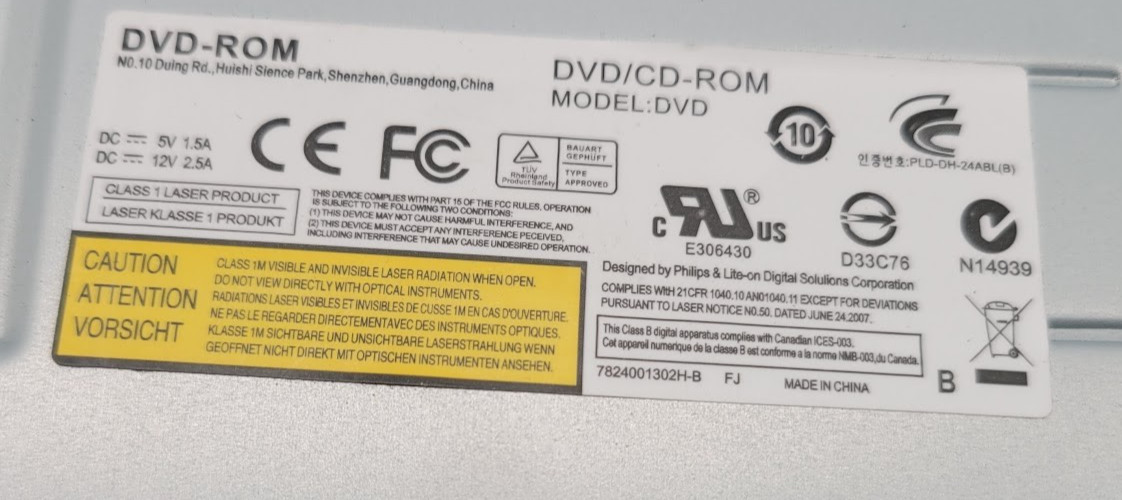 DVD-ROM
N0.10 Duing Rd.,Huishi Sience Park,Shenzhen,Guangdong,China
DVD/CD-ROM
MODEL:DVD
DC 5V 1.5A
DC 12V 2.5A
CE FC
TÜV
Rheinland
Product Safety
BAUART
GEPRÜFT
TYPE
APPROVED
10
인증번호:PLD-DH-24ABL(B)
CLASS 1 LASER PRODUCT
LASER KLASSE 1 PRODUKT
THIS DEVICE COMPLIES WITH PART 15 OF THE FCC RULES, OPERATION
IS SUBJECT TO THE FOLLOWING TWO CONDITIONS:
(1) THIS DEVICE MAY NOT CAUSE HARMFUL INTERFERENCE, AND
(2) THIS DEVICE MUST ACCEPT ANY INTERFERENCE PECEIVED,
INCLUDING INTERFERENCE THAT MAY CAUSE UNDESIRED OPERATION.
C RU ® US
E306430
D33C76
N14939
CAUTION
ATTENTION
VORSICHT
CLASS 1M VISIBLE AND INVISIBLE LASER RADIATION WHEN OPEN.
DO NOT VIEW DIRECTLY WITH OPTICAL INSTRUMENTS.
RADIATIONS LASER VISIBLES ET INVISIBLES DE CUSSE 1M EN CAS D'OUVERTURE.
NE PAS LE REGARDER DIRECTEMENTAVEC DES INSTRUMENTS OPTIQUES.
KLASSE 1M SICHTBARE UND UNSICHTBARE LASERSTRAHLUNG WENN
GEOFFNET NICHT DIREKT MIT OPTISCHEN INSTRUMENTEN ANSEHEN.
Designed by Philips & Lite-on Digital Solulions Corporation
COMPLIES WItH 21CFR 1040.10 AN01040.11 EXCEPT FOR DEVIATIONS
PURSUANT TO LASER NOTICE N0.50, DATED JUNE 24.2007.
This Class B digital apparatus complies with Canadian ICES-003.
Cet appareil numerique de la classe B est conforme a la norme NMB-003,du Canada.
7824001302H-B FJ MADE IN CHINA B